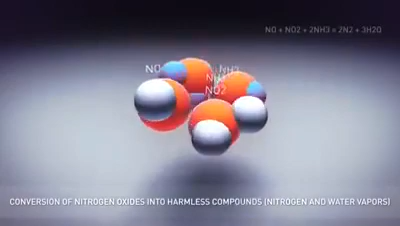 NO + NO2 + 2NH3 = 2N2 + 3H2O
NO
NH3
NH3
NO2
CONVERSION OF NITROGEN OXIDES INTO HARMLESS COMPOUNDS (NITROGEN AND WATER VAPORS)